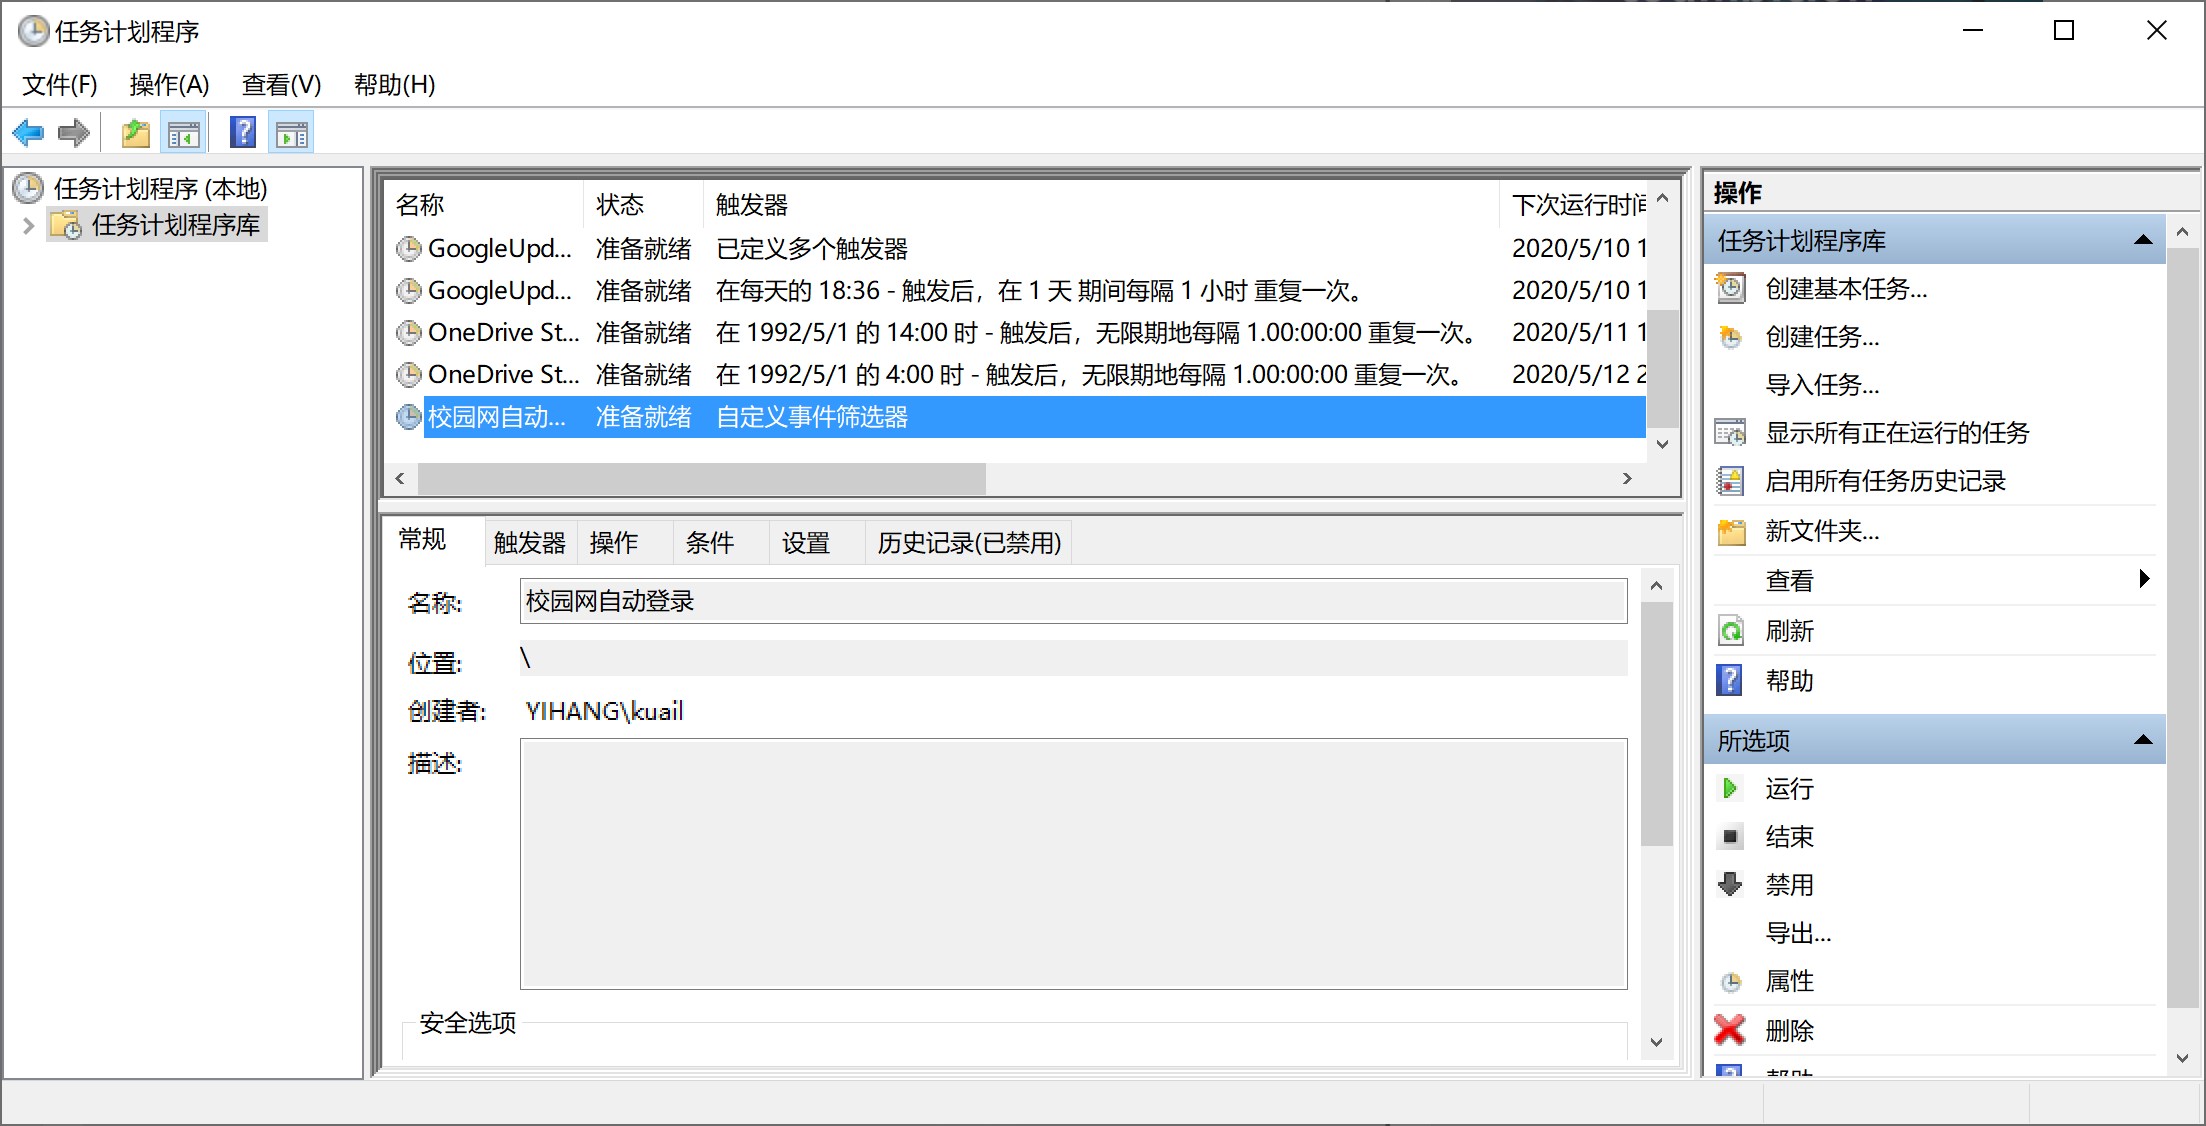 任务计划程序
文件(F) 操作(A) 查看(V) 帮助(H)
任务计划程序 (本地)
任务计划程序库
名称 状态 触发器 下次运行时间
GoogleUpd... 准备就绪 已定义多个触发器 2020/5/10 1
GoogleUpd... 准备就绪 在每天的 18:36 - 触发后，在 1 天 期间每隔 1 小时 重复一次。 2020/5/10 1
OneDrive St... 准备就绪 在 1992/5/1 的 14:00 时 - 触发后，无限期地每隔 1.00:00:00 重复一次。 2020/5/11 1
OneDrive St... 准备就绪 在 1992/5/1 的 4:00 时 - 触发后，无限期地每隔 1.00:00:00 重复一次。 2020/5/12 2
校园网自动... 准备就绪 自定义事件筛选器
常规 触发器 操作 条件 设置 历史记录(已禁用)
名称: 校园网自动登录
位置: \
创建者: YIHANG\kuail
描述:
安全选项
操作
任务计划程序库
创建基本任务...
创建任务...
导入任务...
显示所有正在运行的任务
启用所有任务历史记录
新文件夹...
查看
刷新
帮助
所选项
运行
结束
禁用
导出...
属性
删除